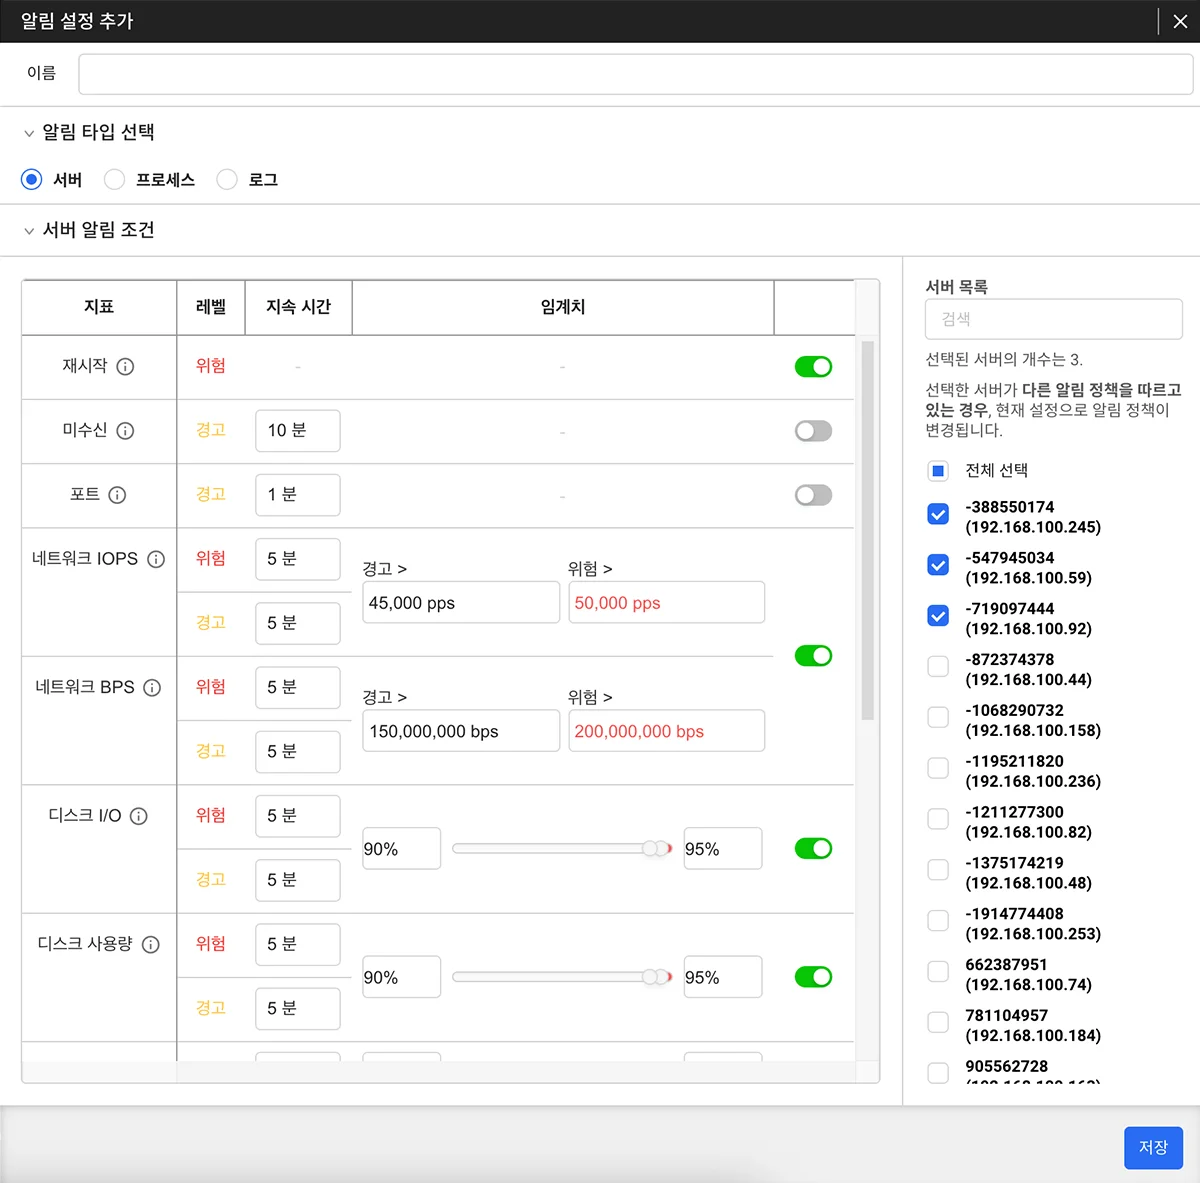 알림 설정 추가
이름
알림 타입 선택
서버
프로세스
로그
서버 알림 조건
지표
레벨
지속 시간
임계치
재시작
위험
-
-
미수신
경고
10 분
-
포트
경고
1 분
-
네트워크 IOPS
위험
5 분
경고 >
위험 >
45,000 pps
50,000 pps
경고
5 분
네트워크 BPS
위험
5 분
경고 >
위험 >
150,000,000 bps
200,000,000 bps
경고
5 분
디스크 I/O
위험
5 분
90%
95%
경고
5 분
디스크 사용량
위험
5 분
90%
95%
경고
5 분
서버 목록
검색
선택된 서버의 개수는 3.
선택한 서버가 다른 알림 정책을 따르고
있는 경우, 현재 설정으로 알림 정책이
변경됩니다.
전체 선택
-388550174
(192.168.100.245)
-547945034
(192.168.100.59)
-719097444
(192.168.100.92)
-872374378
(192.168.100.44)
-1068290732
(192.168.100.158)
-1195211820
(192.168.100.236)
-1211277300
(192.168.100.82)
-1375174219
(192.168.100.48)
-1914774408
(192.168.100.253)
662387951
(192.168.100.74)
781104957
(192.168.100.184)
905562728
저장